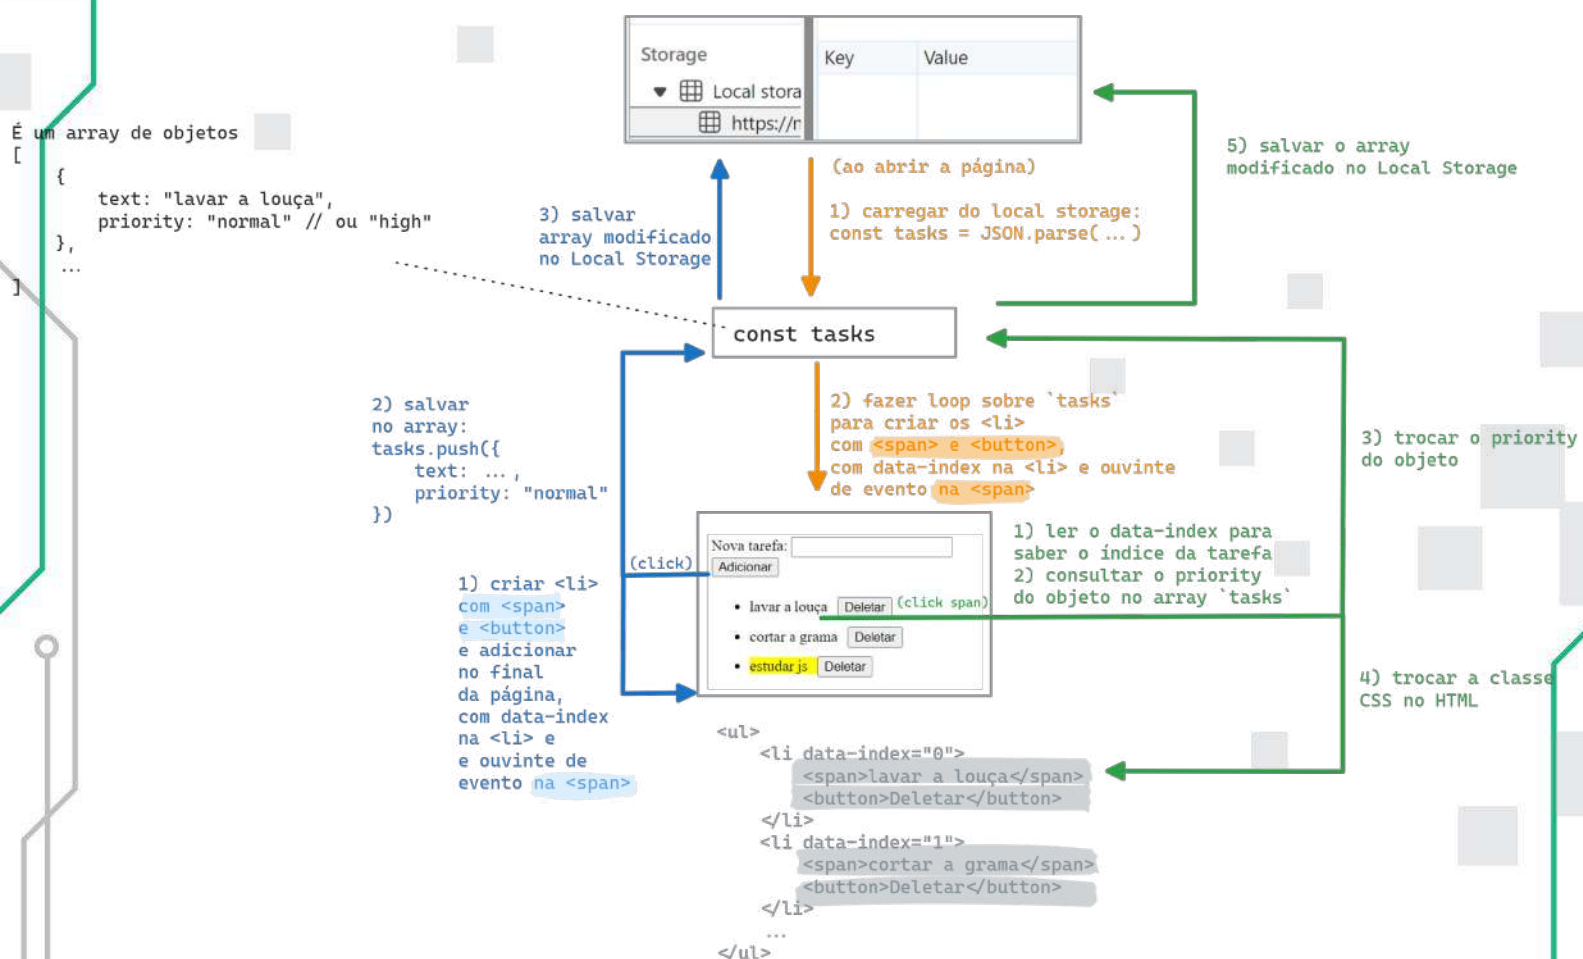 Storage
Key
Value
Local stora
https://n
É um array de objetos
[
{
text: "lavar a louça",
priority: "normal" // ou "high"
},
...
]
3) salvar
array modificado
no Local Storage
(ao abrir a página)
1) carregar do local storage:
const tasks = JSON.parse(...)
5) salvar o array
modificado no Local Storage
const tasks
2) salvar
no array:
tasks.push({
text: ...,
priority: "normal"
})
2) fazer loop sobre `tasks`
para criar os <li>
com <span> e <button>,
com data-index na <li> e ouvinte
de evento na <span>
3) trocar o priority
do objeto
(click)
Nova tarefa:
Adicionar
lavar a louça Deletar
(click span)
cortar a grama Deletar
estudar js Deletar
1) ler o data-index para
saber o índice da tarefa
2) consultar o priority
do objeto no array `tasks`
1) criar <li>
com <span>
e <button>
e adicionar
no final
da página,
com data-index
na <li> e
e ouvinte de
evento na <span>
4) trocar a classe
CSS no HTML
<ul>
<li data-index="0">
<span>lavar a louça</span>
<button>Deletar</button>
</li>
<li data-index="1">
<span>cortar a grama</span>
<button>Deletar</button>
</li>
...
</ul>